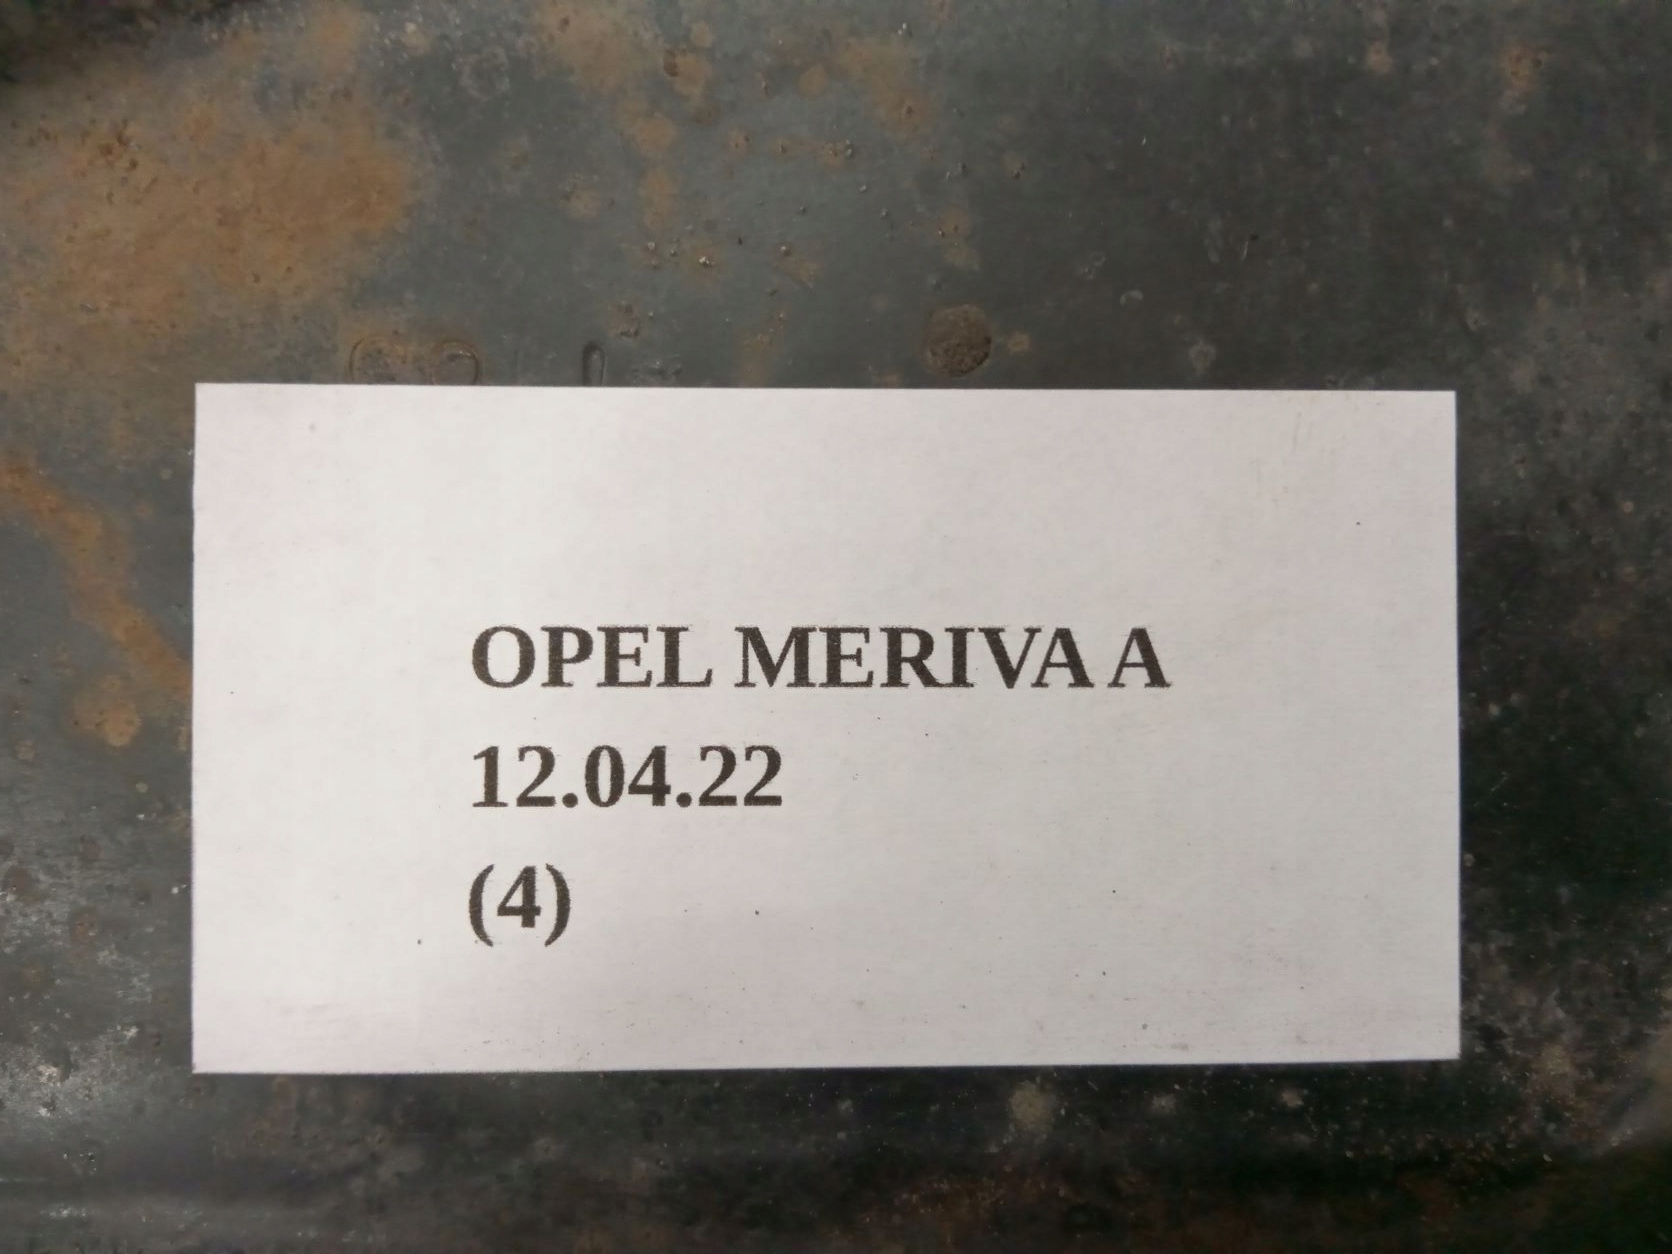 OPEL MERIVA A
12.04.22
(4)